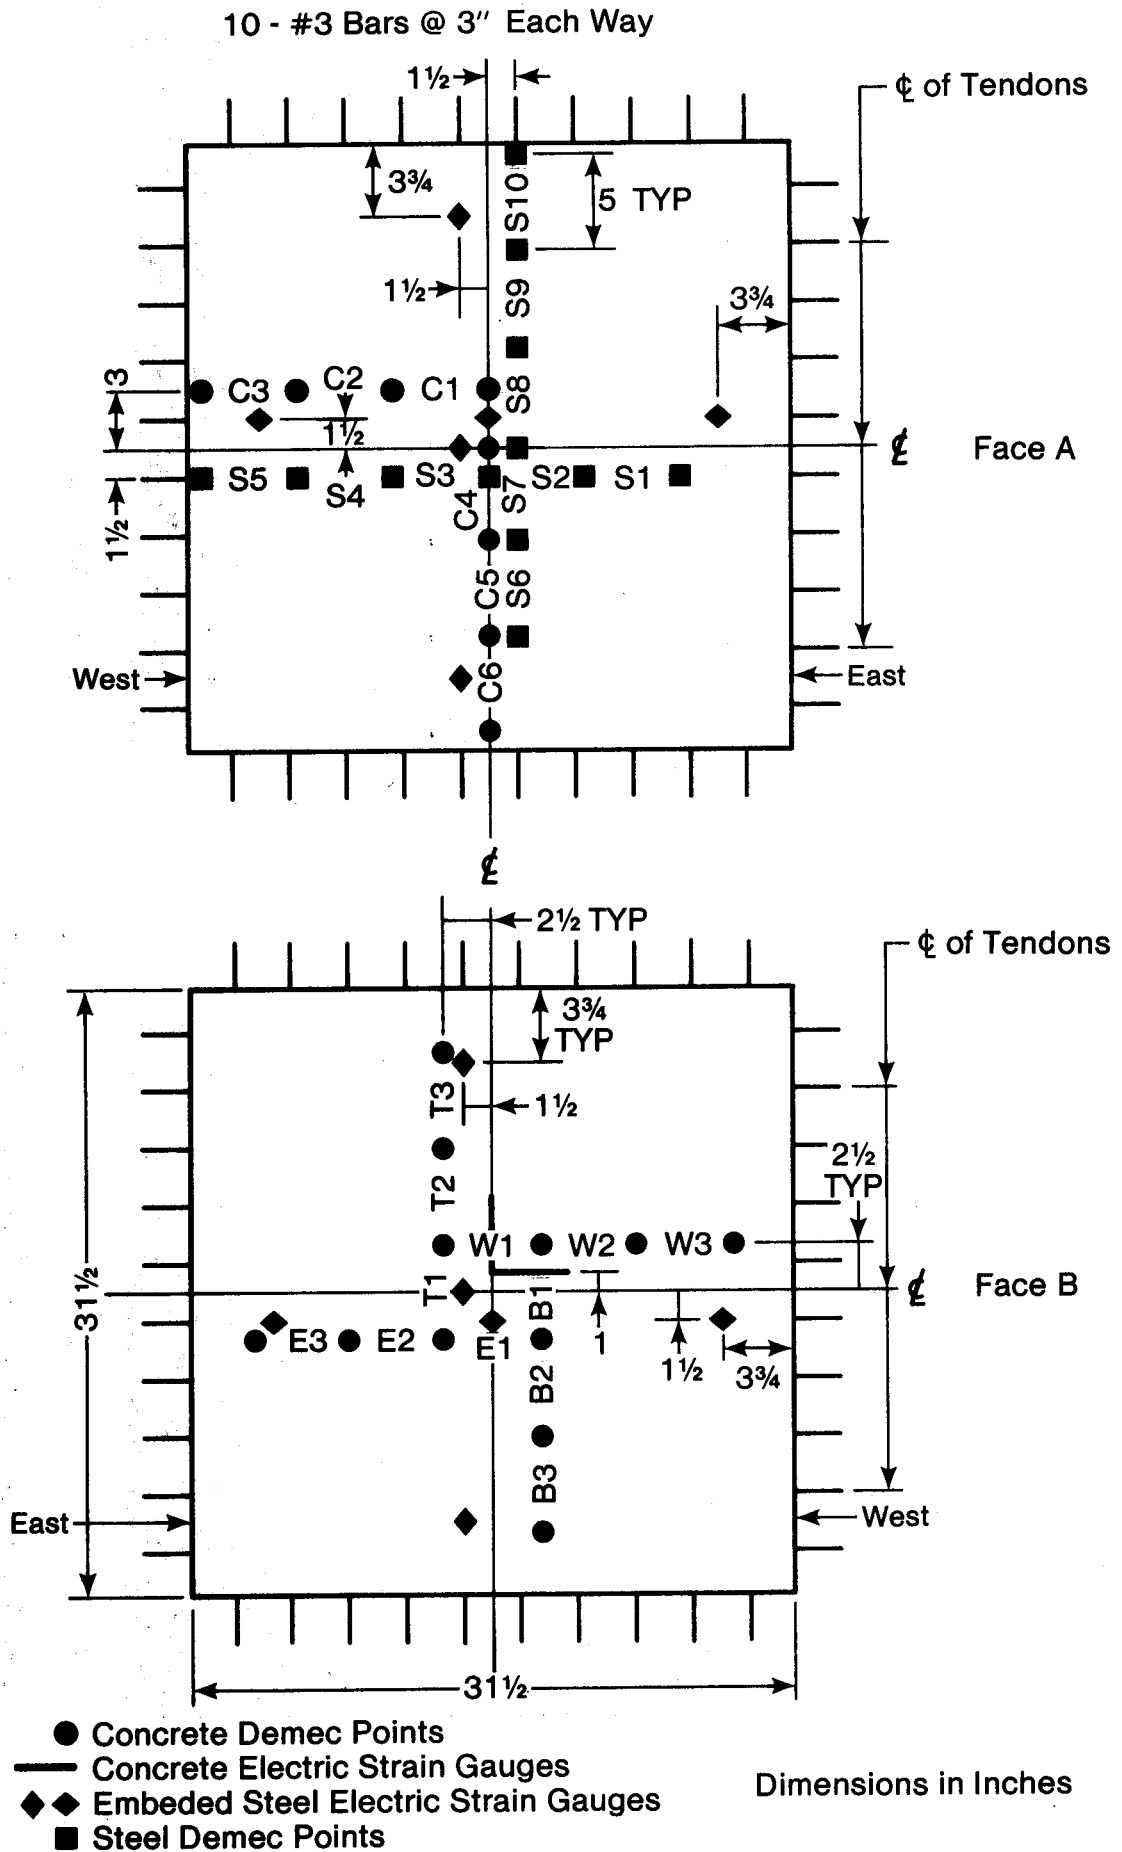 10 - #3 Bars @ 3" Each Way
1½
℄ of Tendons
3¾
S10
5 TYP
1½
S9
3¾
3
C3
C2
C1
S8
1½
℄
Face A
S5
S4
S3
C4
S7
S2
S1
1½
C5
S6
West
C6
East
℄
2½ TYP
℄ of Tendons
3¾
TYP
T3
1½
T2
2½
TYP
W1
W2
W3
T1
B1
℄
Face B
31½
E3
E2
E1
1
1½
3¾
B2
B3
East
West
31½
Concrete Demec Points
Concrete Electric Strain Gauges
Embeded Steel Electric Strain Gauges
Steel Demec Points
Dimensions in Inches